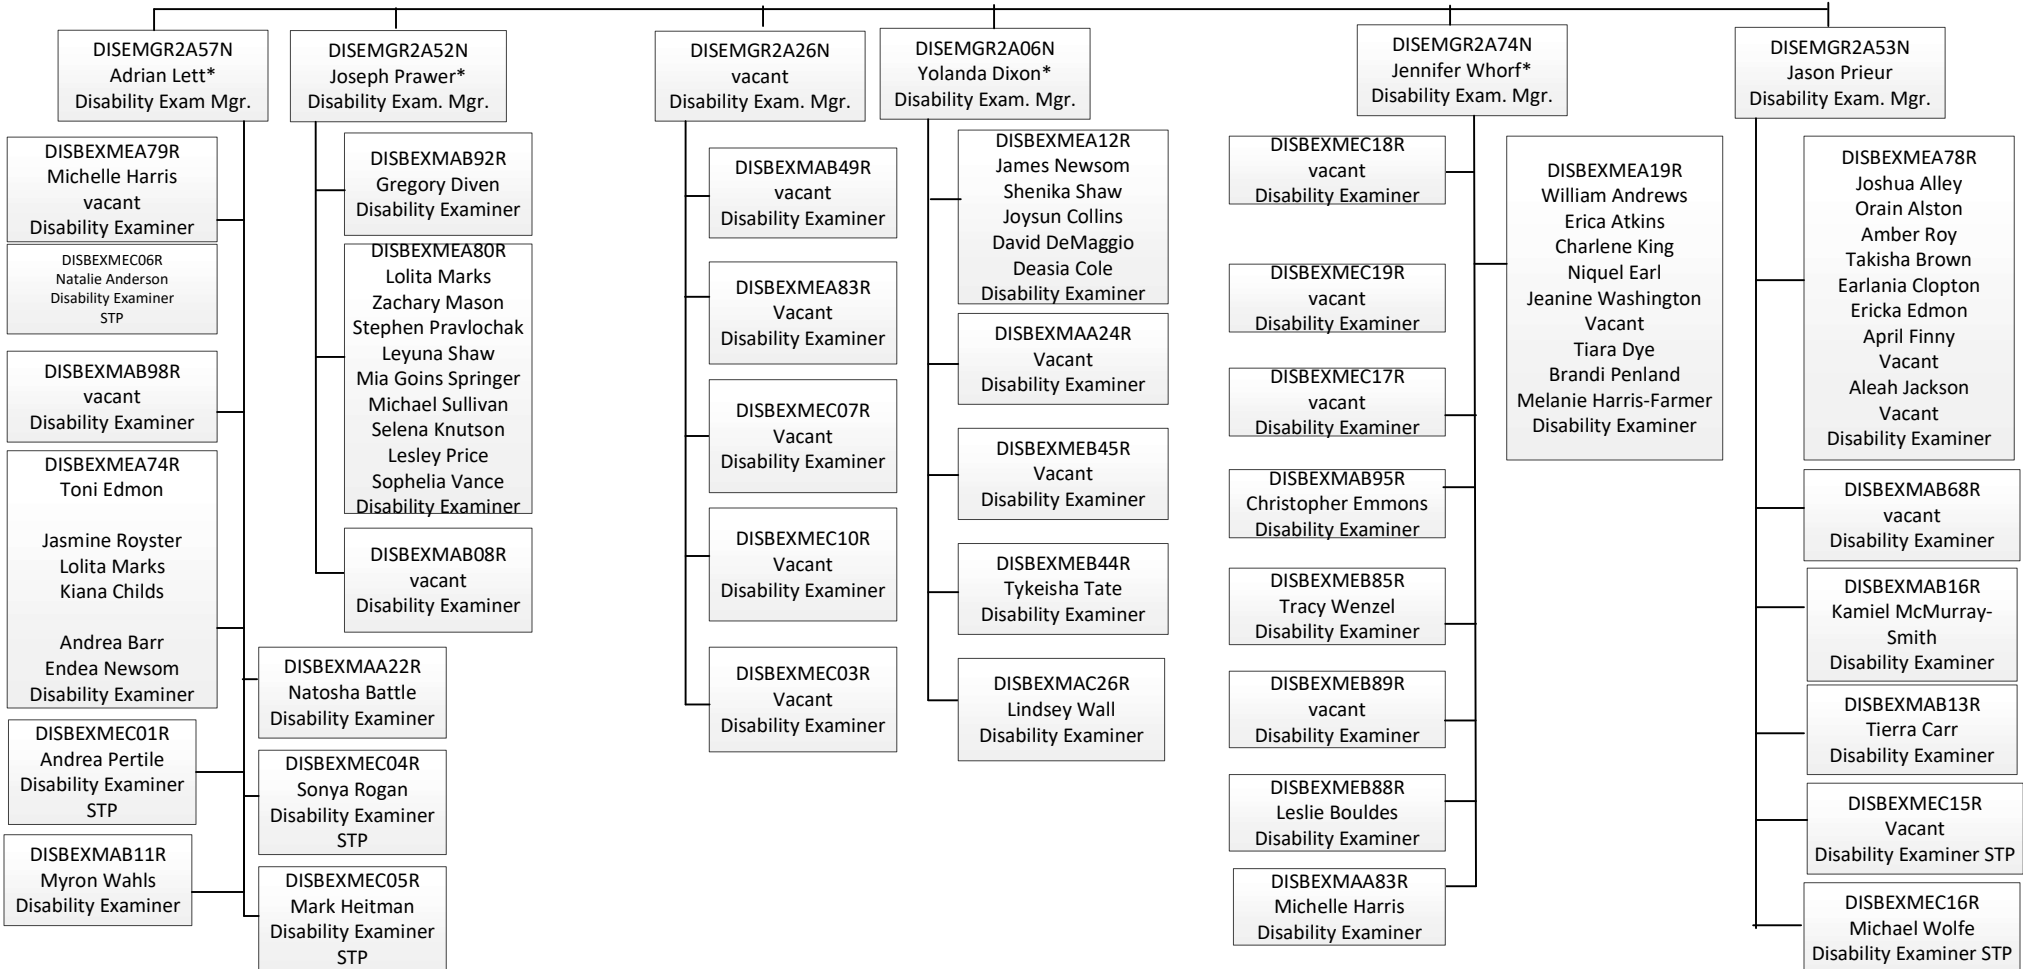 DISEMGR2A57N
Adrian Lett*
Disability Exam Mgr.
DISBEXMEA79R
Michelle Harris
vacant
Disability Examiner
DISBEXMEC06R
Natalie Anderson
Disability Examiner
STP
DISBEXMAB98R
vacant
Disability Examiner
DISBEXMEA74R
Toni Edmon
Jasmine Royster
Lolita Marks
Kiana Childs
Andrea Barr
Endea Newsom
Disability Examiner
DISBEXMEC01R
Andrea Pertile
Disability Examiner
STP
DISBEXMAB11R
Myron Wahls
Disability Examiner
DISBEXMAA22R
Natosha Battle
Disability Examiner
DISBEXMEC04R
Sonya Rogan
Disability Examiner
STP
DISBEXMEC05R
Mark Heitman
Disability Examiner
STP
DISEMGR2A52N
Joseph Prawer*
Disability Exam. Mgr.
DISBEXMAB92R
Gregory Diven
Disability Examiner
DISBEXMEA80R
Lolita Marks
Zachary Mason
Stephen Pravlochak
Leyuna Shaw
Mia Goins Springer
Michael Sullivan
Selena Knutson
Lesley Price
Sophelia Vance
Disability Examiner
DISBEXMAB08R
vacant
Disability Examiner
DISEMGR2A26N
vacant
Disability Exam. Mgr.
DISBEXMAB49R
vacant
Disability Examiner
DISBEXMEA83R
Vacant
Disability Examiner
DISBEXMEC07R
Vacant
Disability Examiner
DISBEXMEC10R
Vacant
Disability Examiner
DISBEXMEC03R
Vacant
Disability Examiner
DISEMGR2A06N
Yolanda Dixon*
Disability Exam. Mgr.
DISBEXMEA12R
James Newsom
Shenika Shaw
Joysun Collins
David DeMaggio
Deasia Cole
Disability Examiner
DISBEXMAA24R
Vacant
Disability Examiner
DISBEXMEB45R
Vacant
Disability Examiner
DISBEXMEB44R
Tykeisha Tate
Disability Examiner
DISBEXMAC26R
Lindsey Wall
Disability Examiner
DISEMGR2A74N
Jennifer Whorf*
Disability Exam. Mgr.
DISBEXMEC18R
vacant
Disability Examiner
DISBEXMEC19R
vacant
Disability Examiner
DISBEXMEC17R
vacant
Disability Examiner
DISBEXMAB95R
Christopher Emmons
Disability Examiner
DISBEXMEB85R
Tracy Wenzel
Disability Examiner
DISBEXMEB89R
vacant
Disability Examiner
DISBEXMEB88R
Leslie Bouldes
Disability Examiner
DISBEXMAA83R
Michelle Harris
Disability Examiner
DISBEXMEA19R
William Andrews
Erica Atkins
Charlene King
Niquel Earl
Jeanine Washington
Vacant
Tiara Dye
Brandi Penland
Melanie Harris-Farmer
Disability Examiner
DISEMGR2A53N
Jason Prieur
Disability Exam. Mgr.
DISBEXMEA78R
Joshua Alley
Orain Alston
Amber Roy
Takisha Brown
Earlania Clopton
Ericka Edmon
April Finny
Vacant
Aleah Jackson
Vacant
Disability Examiner
DISBEXMAB68R
vacant
Disability Examiner
DISBEXMAB16R
Kamiel McMurray-
Smith
Disability Examiner
DISBEXMAB13R
Tierra Carr
Disability Examiner
DISBEXMEC15R
Vacant
Disability Examiner STP
DISBEXMEC16R
Michael Wolfe
Disability Examiner STP